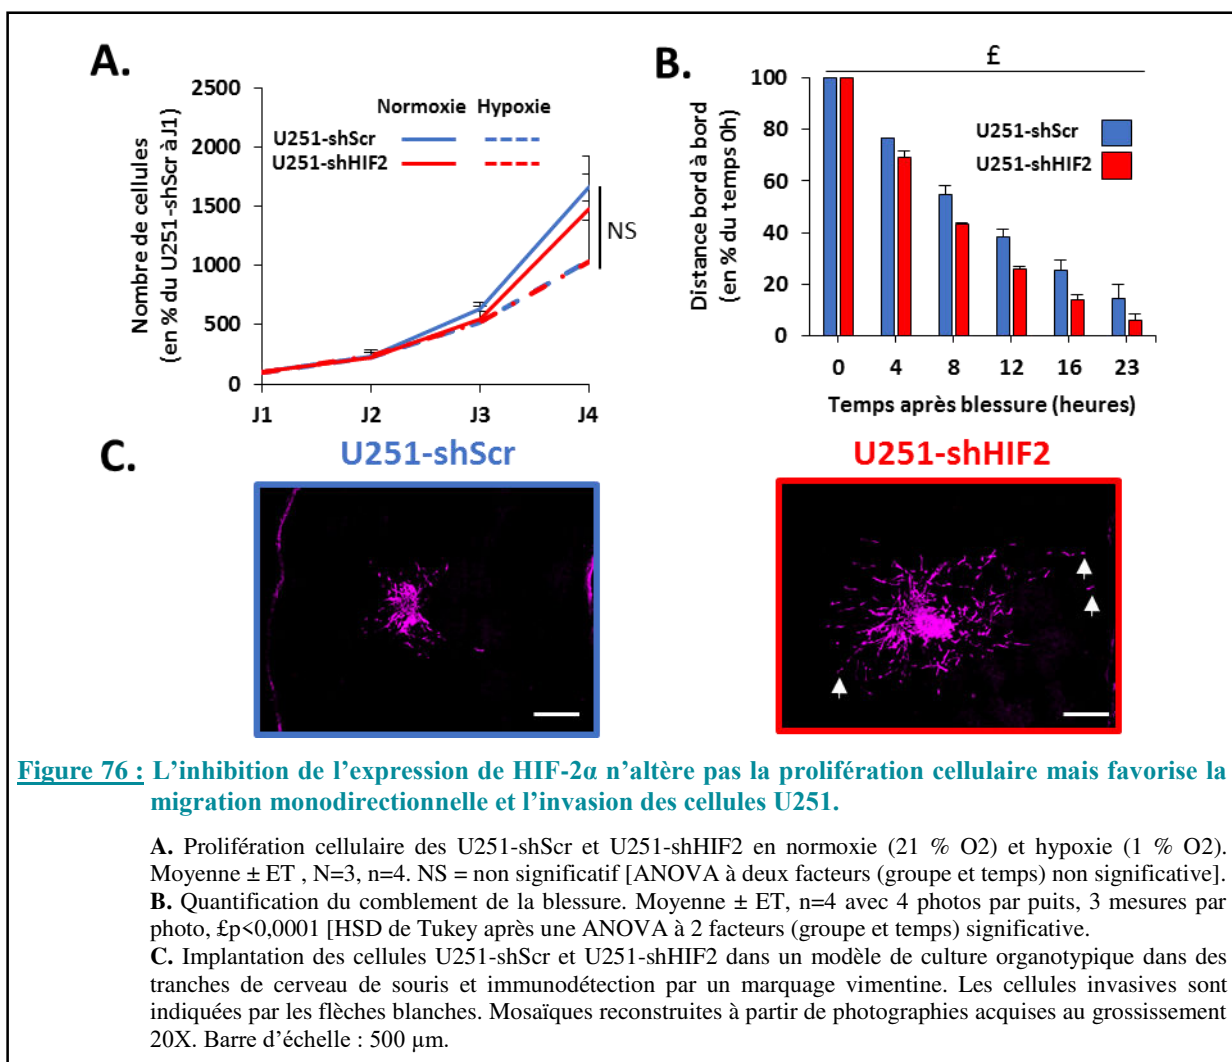 A.
2500
2000
1500
1000
500
0
Nombre de cellules
(en % du U251-shScr à J1)
Normoxie Hypoxie
U251-shScr
U251-shHIF2
NS
J1 J2 J3 J4
B.
£
100
80
60
40
20
0
Distance bord à bord
(en % du temps 0h)
U251-shScr
U251-shHIF2
0 4 8 12 16 23
Temps après blessure (heures)
C.
U251-shScr
U251-shHIF2
Figure 76 : L’inhibition de l’expression de HIF-2α n’altère pas la prolifération cellulaire mais favorise la
migration monodirectionnelle et l’invasion des cellules U251.
A. Prolifération cellulaire des U251-shScr et U251-shHIF2 en normoxie (21 % O2) et hypoxie (1 % O2).
Moyenne ± ET , N=3, n=4. NS = non significatif [ANOVA à deux facteurs (groupe et temps) non significative].
B. Quantification du comblement de la blessure. Moyenne ± ET, n=4 avec 4 photos par puits, 3 mesures par
photo, £p<0,0001 [HSD de Tukey après une ANOVA à 2 facteurs (groupe et temps) significative.
C. Implantation des cellules U251-shScr et U251-shHIF2 dans un modèle de culture organotypique dans des
tranches de cerveau de souris et immunodétection par un marquage vimentine. Les cellules invasives sont
indiquées par les flèches blanches. Mosaïques reconstruites à partir de photographies acquises au grossissement
20X. Barre d’échelle : 500 µm.